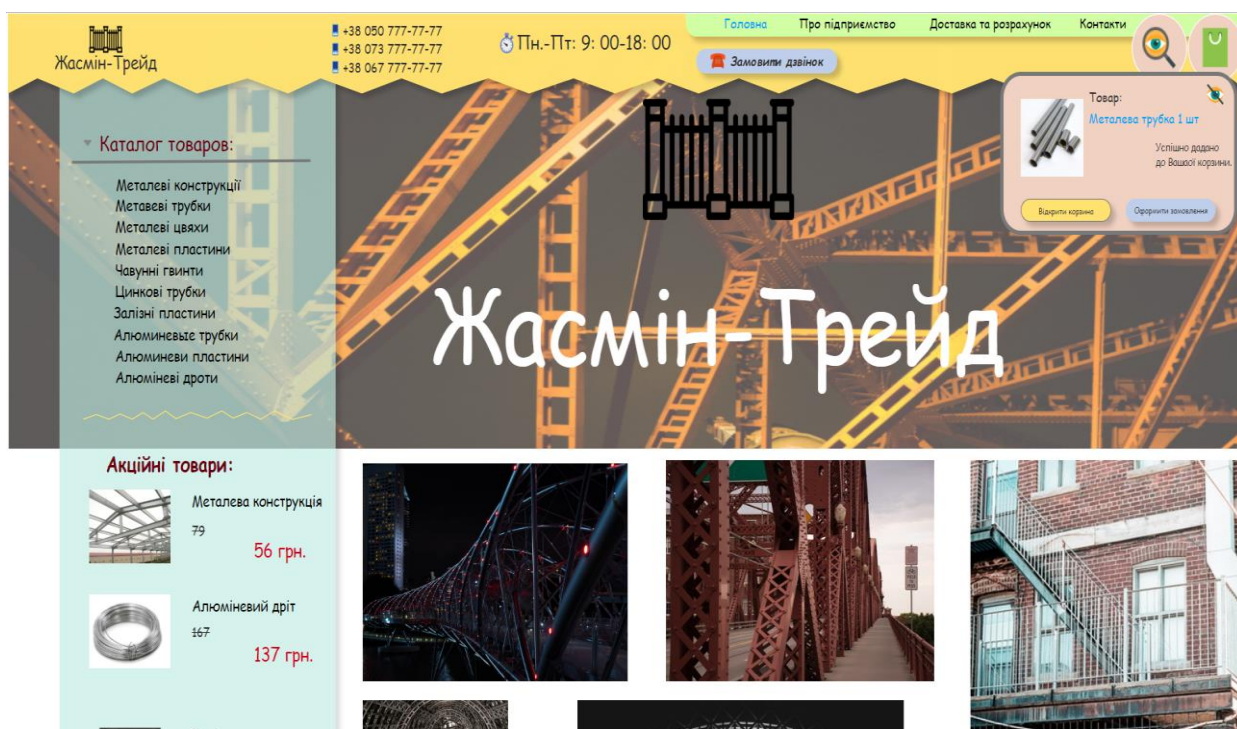 Жасмін-Трейд
+38 050 777-77-77
+38 073 777-77-77
+38 067 777-77-77
Пн.-Пт: 9: 00-18: 00
Головна Про підприємство Доставка та розрахунок Контакти
Замовити дзвінок
Товар:
Металева трубка 1 шт
Успішно додано
до Вашаої корзини.
Відкрити корзина Оформити замовлення
Каталог товаров:
Металеві конструкції
Метавеві трубки
Металеві цвяхи
Металеві пластини
Чавунні гвинти
Цинкові трубки
Залізні пластини
Алюминевые трубки
Алюминеви пластини
Алюміневі дроти
Жасмін-Трейд
Акційні товари:
Металева конструкція
79
56 грн.
Алюміневий дріт
167
137 грн.